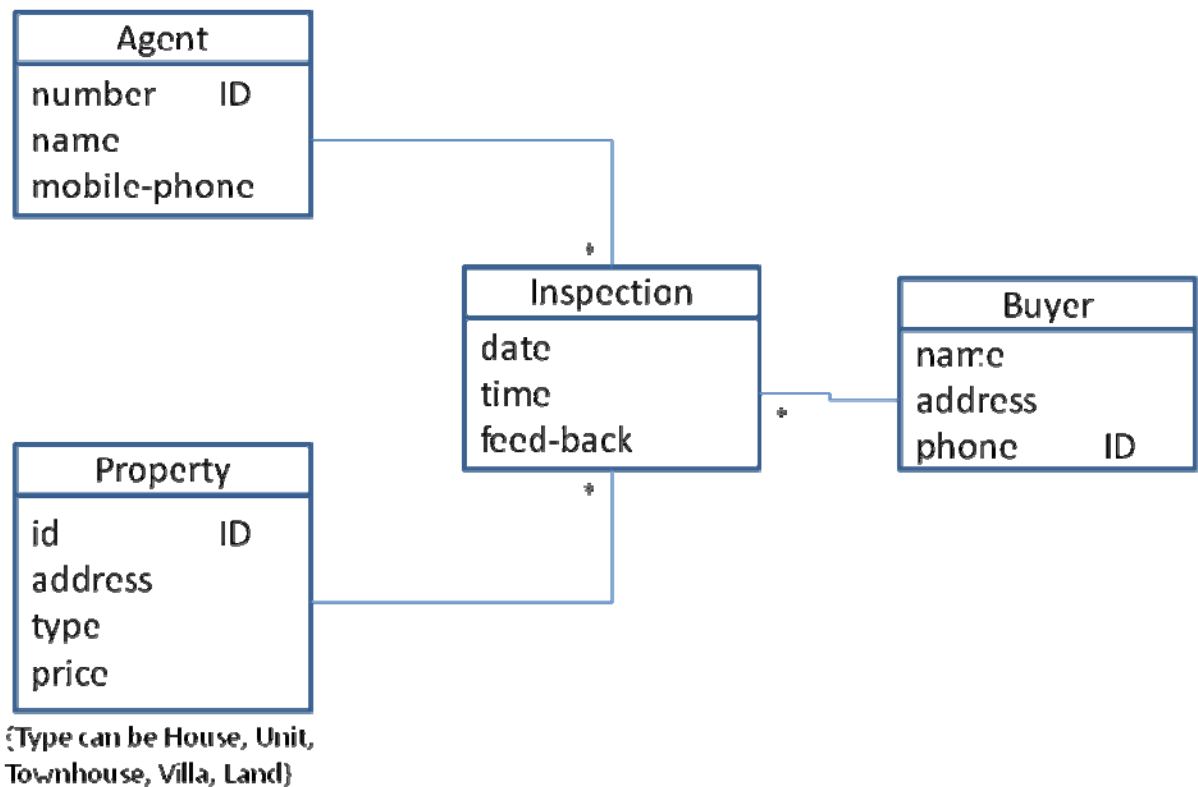 Agent
number ID
name
mobile-phone
*
Inspection
date
time
feed-back
*
*
Buyer
name
address
phone ID
Property
id ID
address
type
price
{Type can be House, Unit,
Townhouse, Villa, Land}